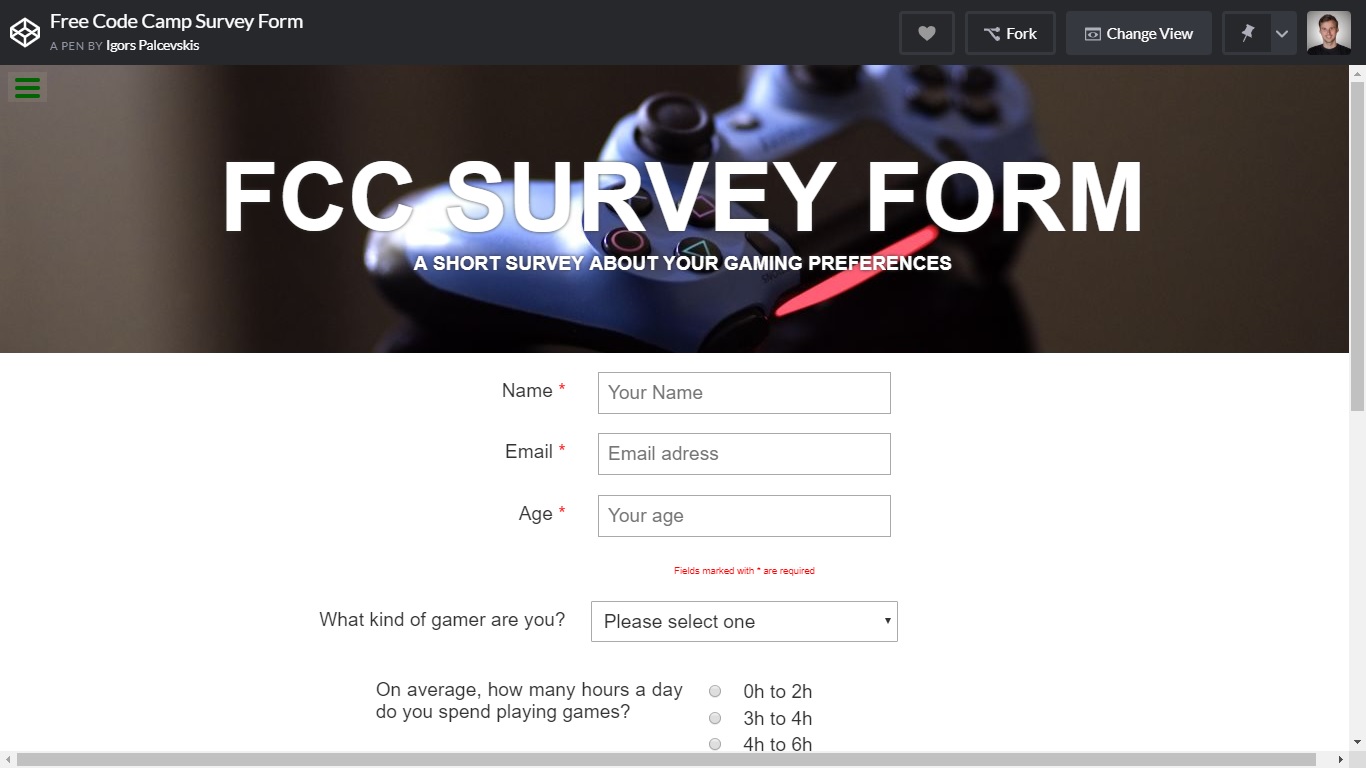 Free Code Camp Survey Form
A PEN BY Igors Palcevskis
Fork
Change View
FCC SURVEY FORM
A SHORT SURVEY ABOUT YOUR GAMING PREFERENCES
Name *
Your Name
Email *
Email adress
Age *
Your age
Fields marked with * are required
What kind of gamer are you?
Please select one
On average, how many hours a day
do you spend playing games?
0h to 2h
3h to 4h
4h to 6h